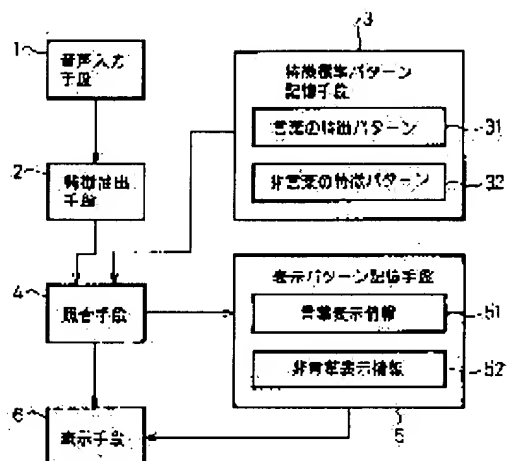 1
音声入力
手段
3
特徴標準パターン
記憶手段
言葉の特徴パターン
31
非言葉の特徴パターン
32
2
特徴抽出
手段
4
照合手段
表示パターン記憶手段
言葉表示情報
51
非言葉表示情報
52
5
6
表示手段